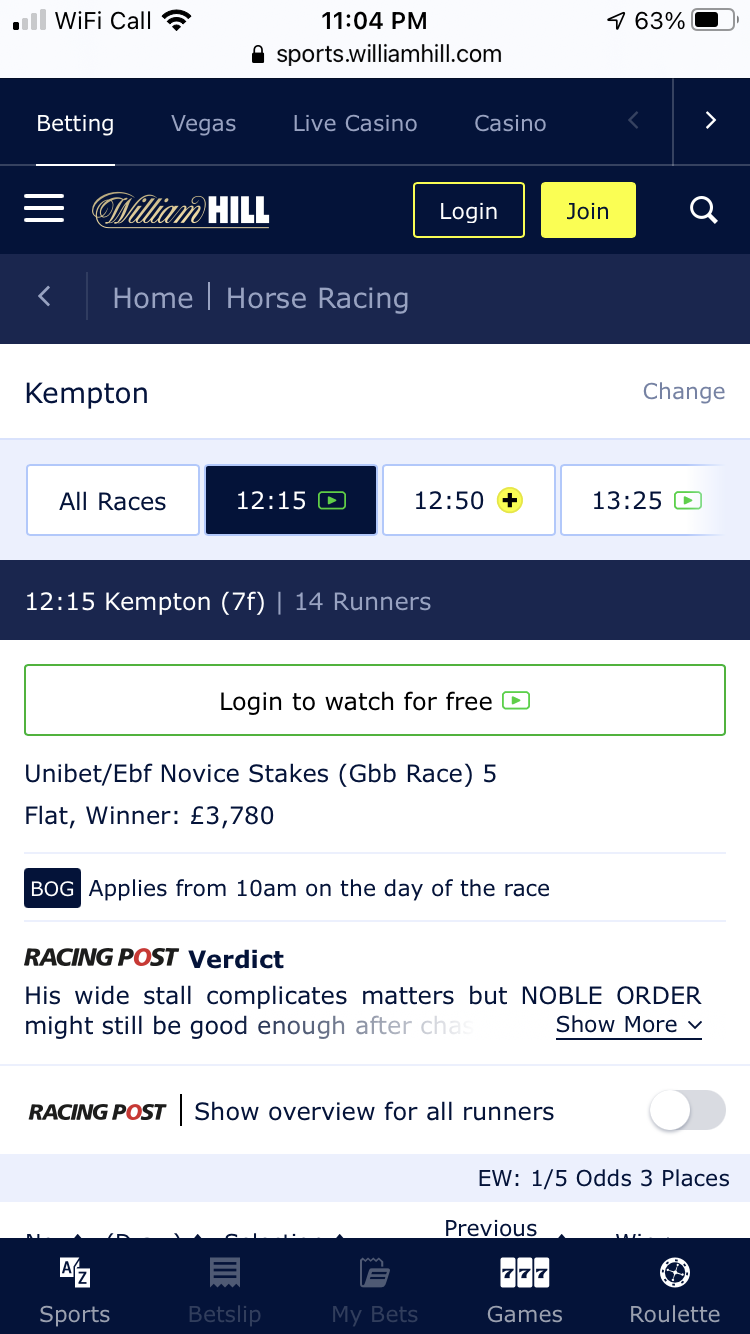 WiFi Call 11:04 PM 63%
sports.williamhill.com
Betting Vegas Live Casino Casino
William HILL Login Join
Home | Horse Racing
Kempton Change
All Races 12:15 12:50 13:25
12:15 Kempton (7f) | 14 Runners
Login to watch for free
Unibet/Ebf Novice Stakes (Gbb Race) 5
Flat, Winner: £3,780
BOG Applies from 10am on the day of the race
RACING POST Verdict
His wide stall complicates matters but NOBLE ORDER
might still be good enough after chas Show More
RACING POST | Show overview for all runners
EW: 1/5 Odds 3 Places
Previous
A Z 777
Sports Betslip My Bets Games Roulette